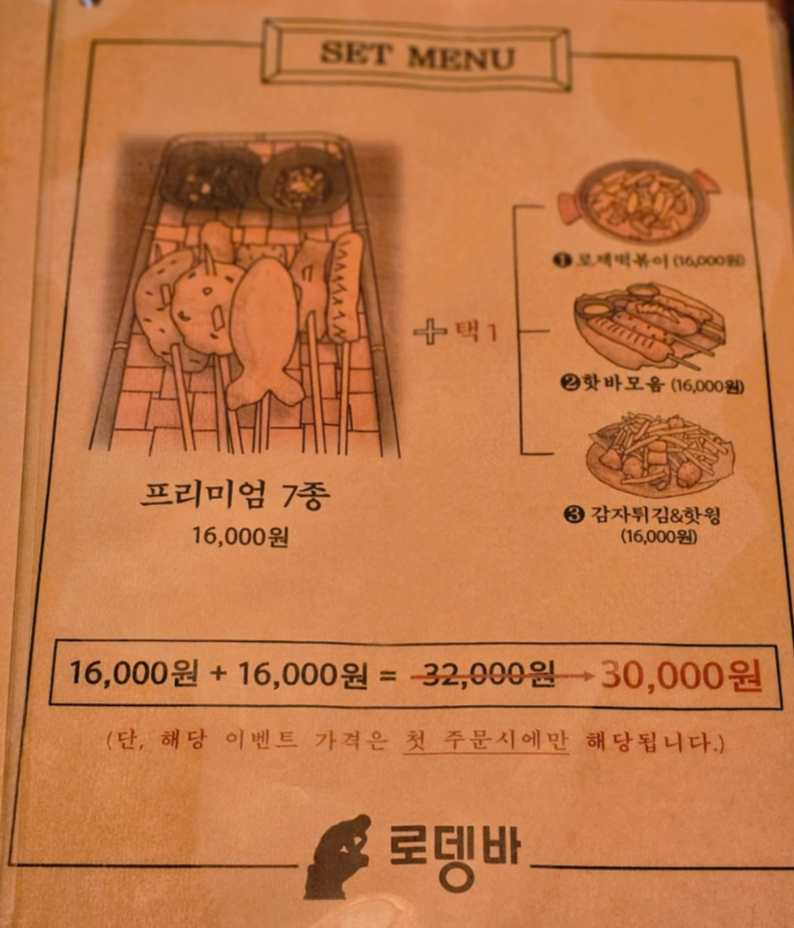 SET MENU
프리미엄 7종
16,000원
+ 택1
❶ 로제떡볶이 (16,000원)
❷ 핫바모음 (16,000원)
❸ 감자튀김&핫윙
(16,000원)
16,000원 + 16,000원 = 32,000원 → 30,000원
(단, 해당 이벤트 가격은 첫 주문시에만 해당됩니다.)
로뎅바